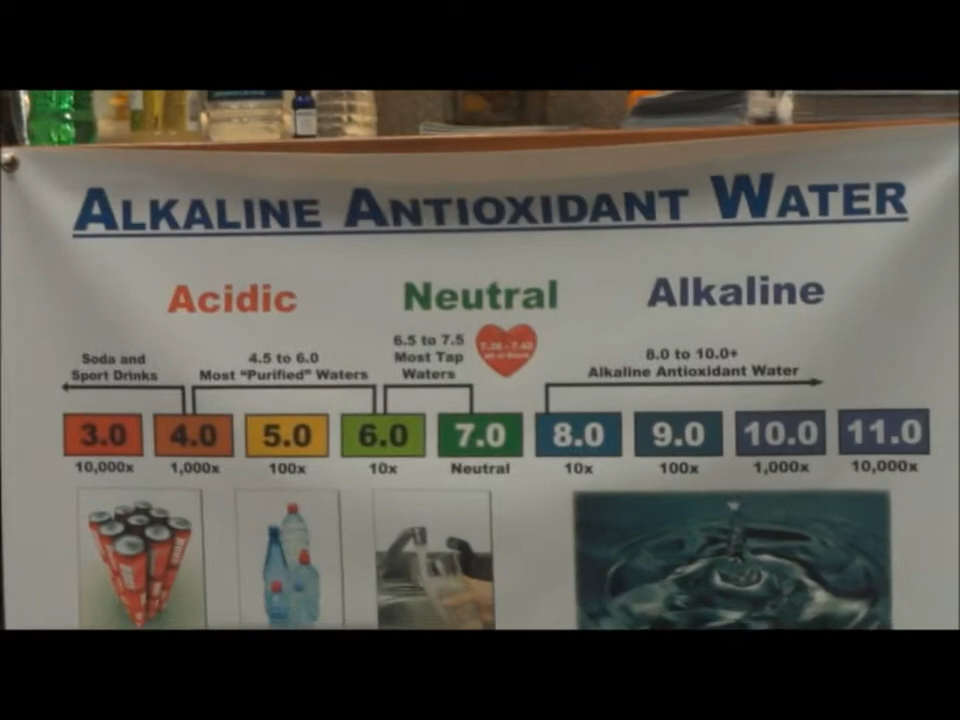 ALKALINE ANTIOXIDANT WATER
Acidic Neutral Alkaline
Soda and
Sport Drinks
4.5 to 6.0
Most "Purified" Waters
6.5 to 7.5
Most Tap
Waters
8.0 to 10.0+
Alkaline Antioxidant Water
3.0 4.0 5.0 6.0 7.0 8.0 9.0 10.0 11.0
10,000x 1,000x 100x 10x Neutral 10x 100x 1,000x 10,000x